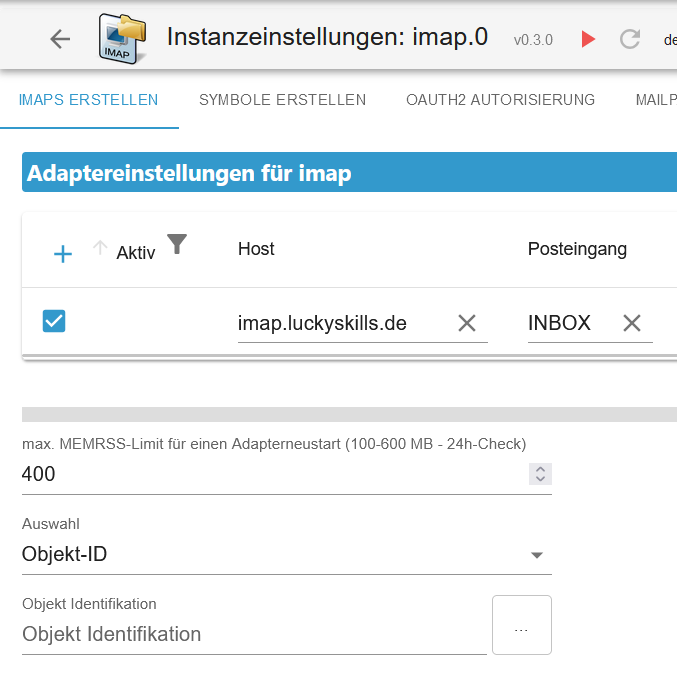 IMAP
Instanzeinstellungen: imap.0 v0.3.0 de
IMAPS ERSTELLEN SYMBOLE ERSTELLEN OAUTH2 AUTORISIERUNG MAILP
Adaptereinstellungen für imap
Aktiv Host Posteingang
imap.luckyskills.de INBOX
max. MEMRSS-Limit für einen Adapterneustart (100-600 MB - 24h-Check)
400
Auswahl
Objekt-ID
Objekt Identifikation
Objekt Identifikation ...